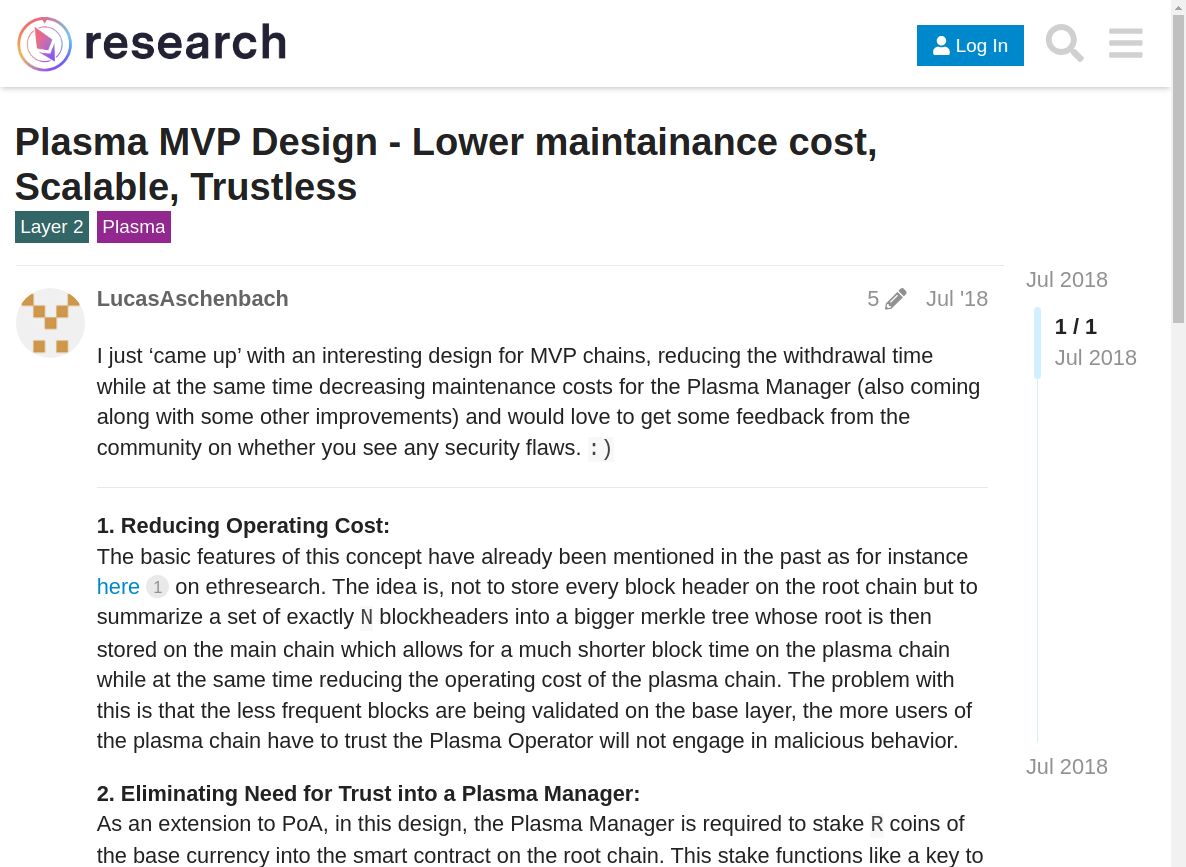 research
Log In
Plasma MVP Design - Lower maintainance cost,
Scalable, Trustless
Layer 2 Plasma
LucasAschenbach
5 Jul '18
I just ‘came up’ with an interesting design for MVP chains, reducing the withdrawal time
while at the same time decreasing maintenance costs for the Plasma Manager (also coming
along with some other improvements) and would love to get some feedback from the
community on whether you see any security flaws. :)
1. Reducing Operating Cost:
The basic features of this concept have already been mentioned in the past as for instance
here 1 on ethresearch. The idea is, not to store every block header on the root chain but to
summarize a set of exactly N blockheaders into a bigger merkle tree whose root is then
stored on the main chain which allows for a much shorter block time on the plasma chain
while at the same time reducing the operating cost of the plasma chain. The problem with
this is that the less frequent blocks are being validated on the base layer, the more users of
the plasma chain have to trust the Plasma Operator will not engage in malicious behavior.
2. Eliminating Need for Trust into a Plasma Manager:
As an extension to PoA, in this design, the Plasma Manager is required to stake R coins of
the base currency into the smart contract on the root chain. This stake functions like a key to
Jul 2018
1 / 1
Jul 2018
Jul 2018